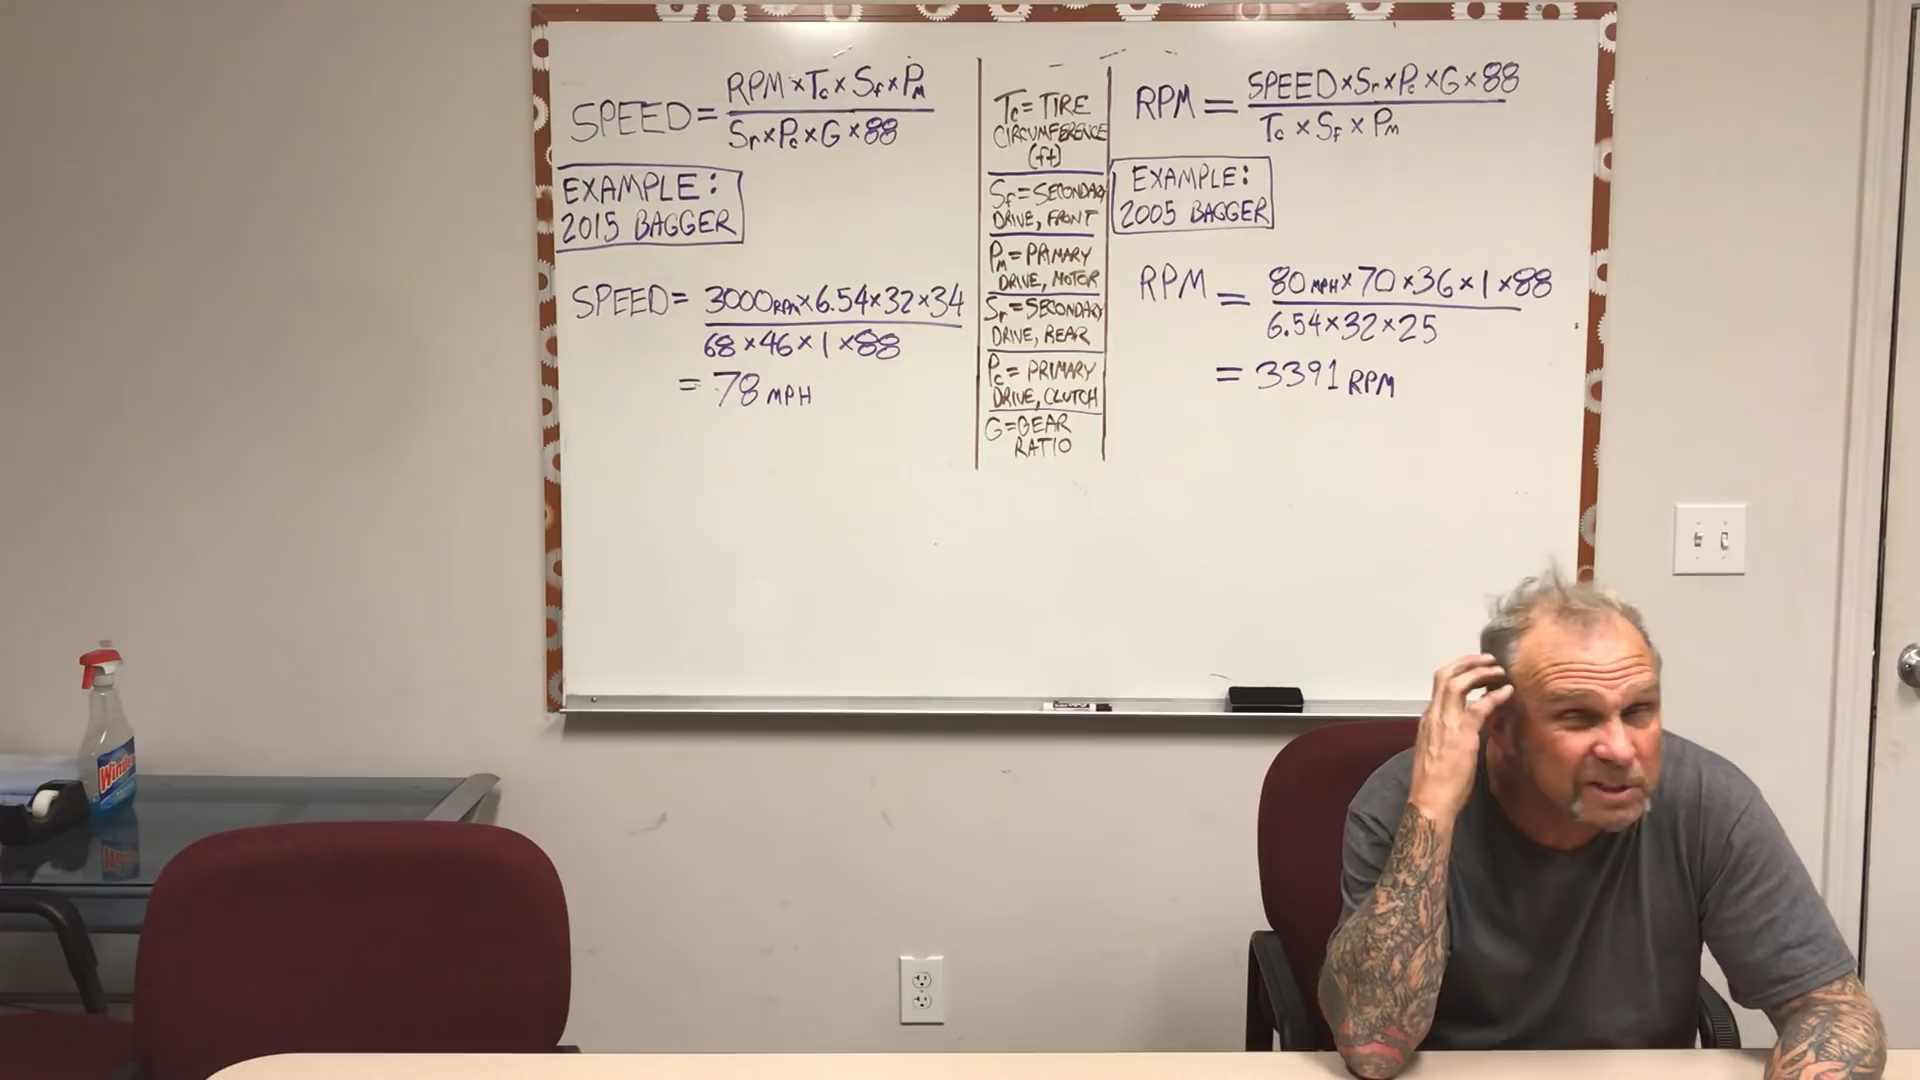 SPEED = RPM × Tc × Sf × PM
Sr × Pc × G × 88
EXAMPLE:
2015 BAGGER
SPEED = 3000 RPM × 6.54 × 32 × 34
68 × 46 × 1 × 88
= 78 MPH
Tc = TIRE
CIRCUMFERENCE
(ft)
Sf = SECONDARY
DRIVE, FRONT
PM = PRIMARY
DRIVE, MOTOR
Sr = SECONDARY
DRIVE, REAR
Pc = PRIMARY
DRIVE, CLUTCH
G = GEAR
RATIO
RPM = SPEED × Sr × Pc × G × 88
Tc × Sf × PM
EXAMPLE:
2005 BAGGER
RPM = 80 MPH × 70 × 36 × 1 × 88
6.54 × 32 × 25
= 3391 RPM